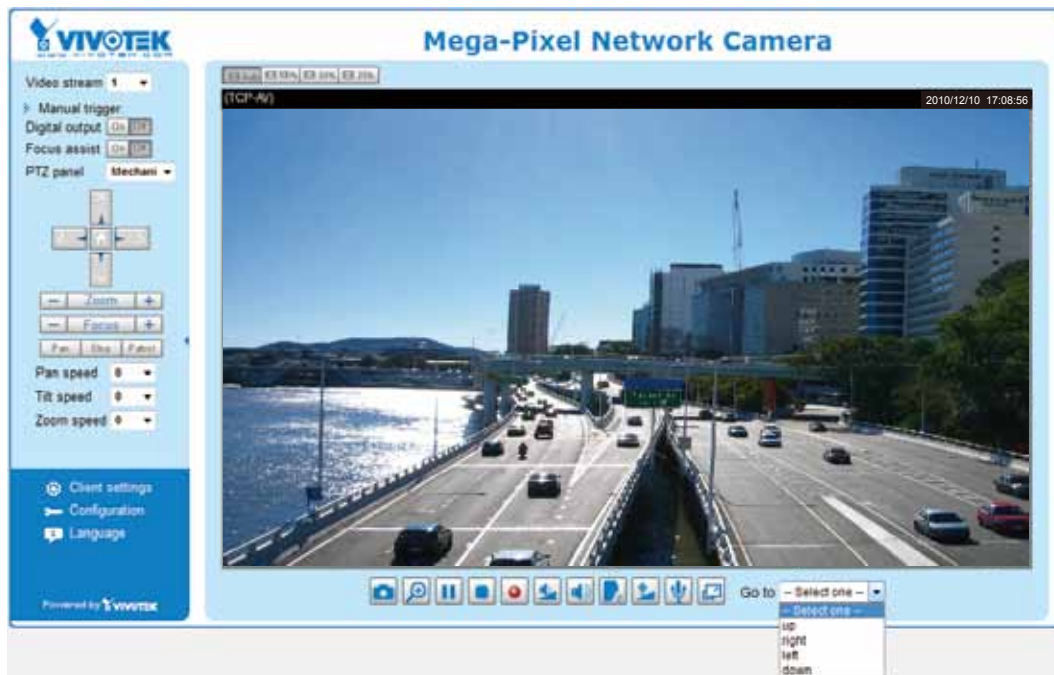 VIVOTEK
www.vivotek.com
Mega-Pixel Network Camera
Video stream 1
Manual trigger:
Digital output On Off
Focus assist On Off
PTZ panel Mechani
Zoom
Focus
Pan Stop Patrol
Pan speed 0
Tilt speed 0
Zoom speed 0
Client settings
Configuration
Language
Powered by VIVOTEK
(TCP-AV)
2010/12/10 17:08:56
Go to -- Select one --
-- Select one --
up
right
left
down